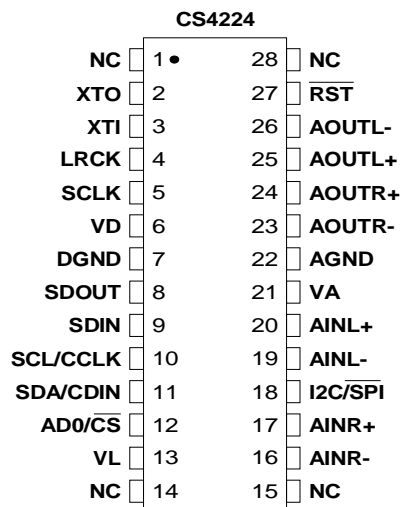 CS4224
NC 1 28 NC
XTO 2 27 RST
XTI 3 26 AOUTL-
LRCK 4 25 AOUTL+
SCLK 5 24 AOUTR+
VD 6 23 AOUTR-
DGND 7 22 AGND
SDOUT 8 21 VA
SDIN 9 20 AINL+
SCL/CCLK 10 19 AINL-
SDA/CDIN 11 18 I2C/SPI
AD0/CS 12 17 AINR+
VL 13 16 AINR-
NC 14 15 NC